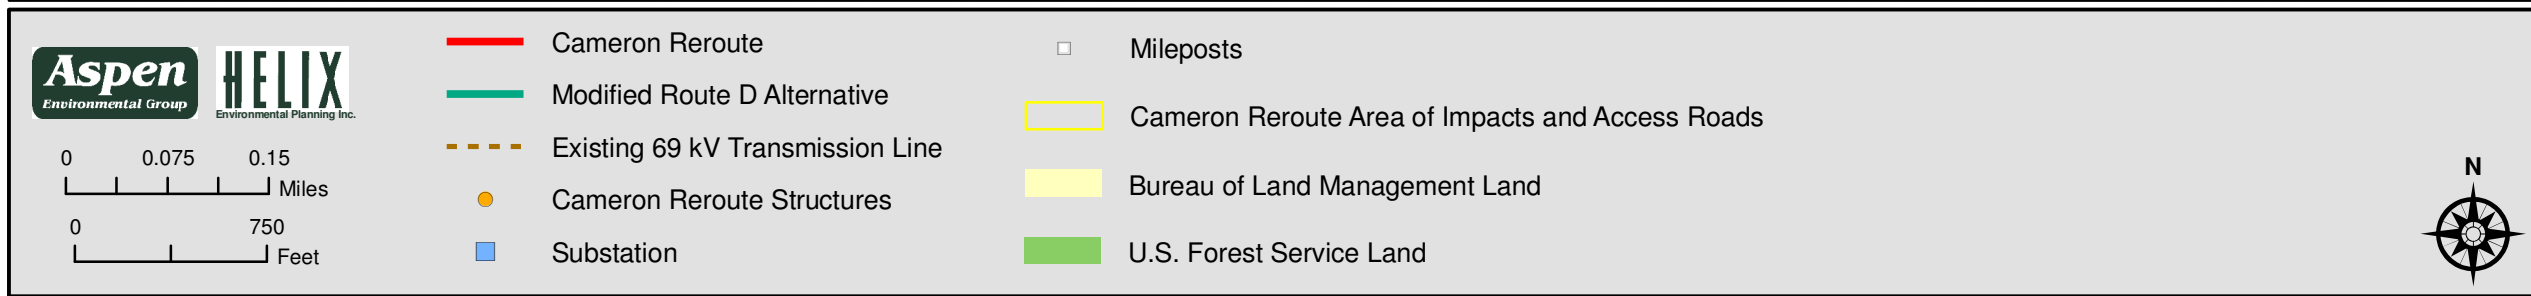 Aspen
Environmental Group
HELIX
Environmental Planning Inc.
0 0.075 0.15
Miles
0 750
Feet
Cameron Reroute
Modified Route D Alternative
Existing 69 kV Transmission Line
Cameron Reroute Structures
Substation
Mileposts
Cameron Reroute Area of Impacts and Access Roads
Bureau of Land Management Land
U.S. Forest Service Land
N